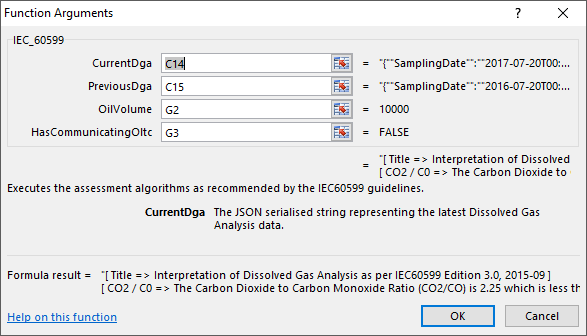 Function Arguments
? ×
IEC_60599
CurrentDga C14 = "{""SamplingDate"":""2017-07-20T00:...
PreviousDga C15 = "{""SamplingDate"":""2016-07-20T00:...
OilVolume G2 = 10000
HasCommunicatingOltc G3 = FALSE
= "[ Title => Interpretation of Dissolved
[ CO2 / C0 => The Carbon Dioxide to
Executes the assessment algorithms as recommended by the IEC60599 guidelines.
CurrentDga The JSON serialised string representing the latest Dissolved Gas
Analysis data.
Formula result = "[ Title => Interpretation of Dissolved Gas Analysis as per IEC60599 Edition 3.0, 2015-09 ]
[ CO2 / C0 => The Carbon Dioxide to Carbon Monoxide Ratio (CO2/CO) is 2.25 which is less th
Help on this function
OK
Cancel